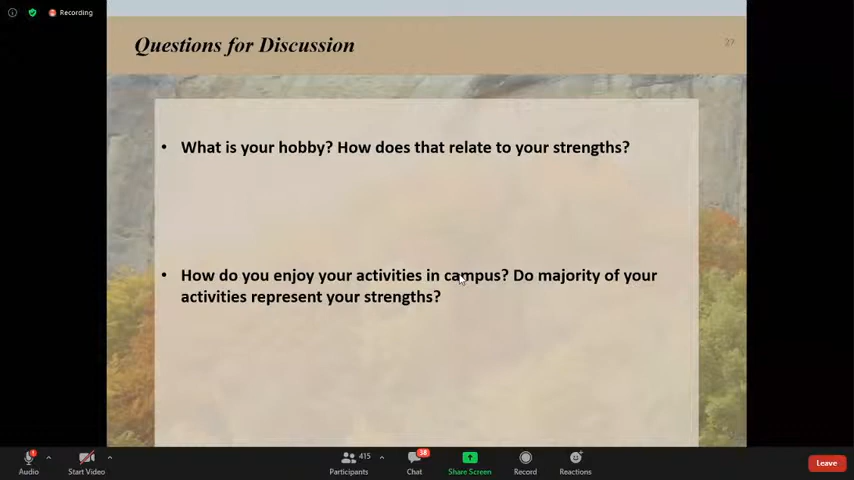 Recording
Questions for Discussion
27
• What is your hobby? How does that relate to your strengths?
• How do you enjoy your activities in campus? Do majority of your
activities represent your strengths?
415
38
Audio
Start Video
Participants
Chat
Share Screen
Record
Reactions
Leave